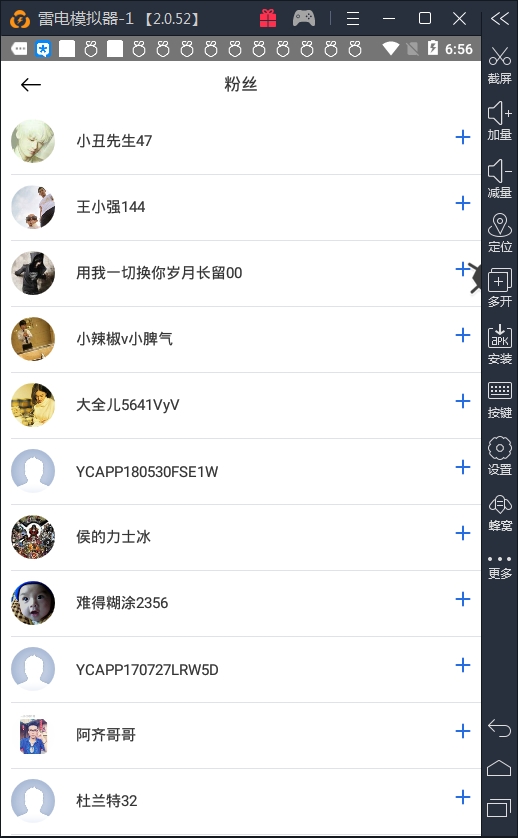 雷电模拟器-1 【2.0.52】
6:56
粉丝
小丑先生47
王小强144
用我一切换你岁月长留00
小辣椒v小脾气
大全儿5641VyV
YCAPP180530FSE1W
侯的力士冰
难得糊涂2356
YCAPP170727LRW5D
阿齐哥哥
杜兰特32
截屏
加量
减量
定位
多开
APK
安装
按键
设置
蜂窝
更多